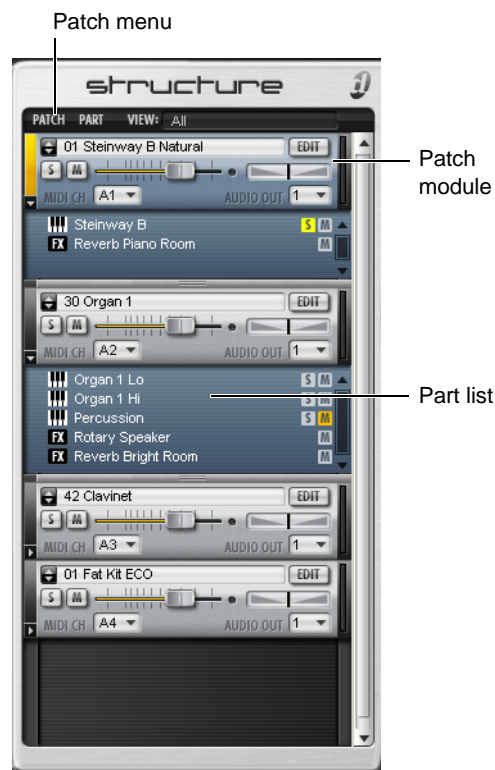 Patch menu
structure
PATCH PART VIEW: All
01 Steinway B Natural EDIT
S M
MIDI CH A1 AUDIO OUT 1
Patch module
Steinway B S M
FX Reverb Piano Room M
30 Organ 1 EDIT
S M
MIDI CH A2 AUDIO OUT 1
Organ 1 Lo S M
Organ 1 Hi S M
Part list
Percussion S M
FX Rotary Speaker M
FX Reverb Bright Room M
42 Clavinet EDIT
S M
MIDI CH A3 AUDIO OUT 1
01 Fat Kit ECO EDIT
S M
MIDI CH A4 AUDIO OUT 1